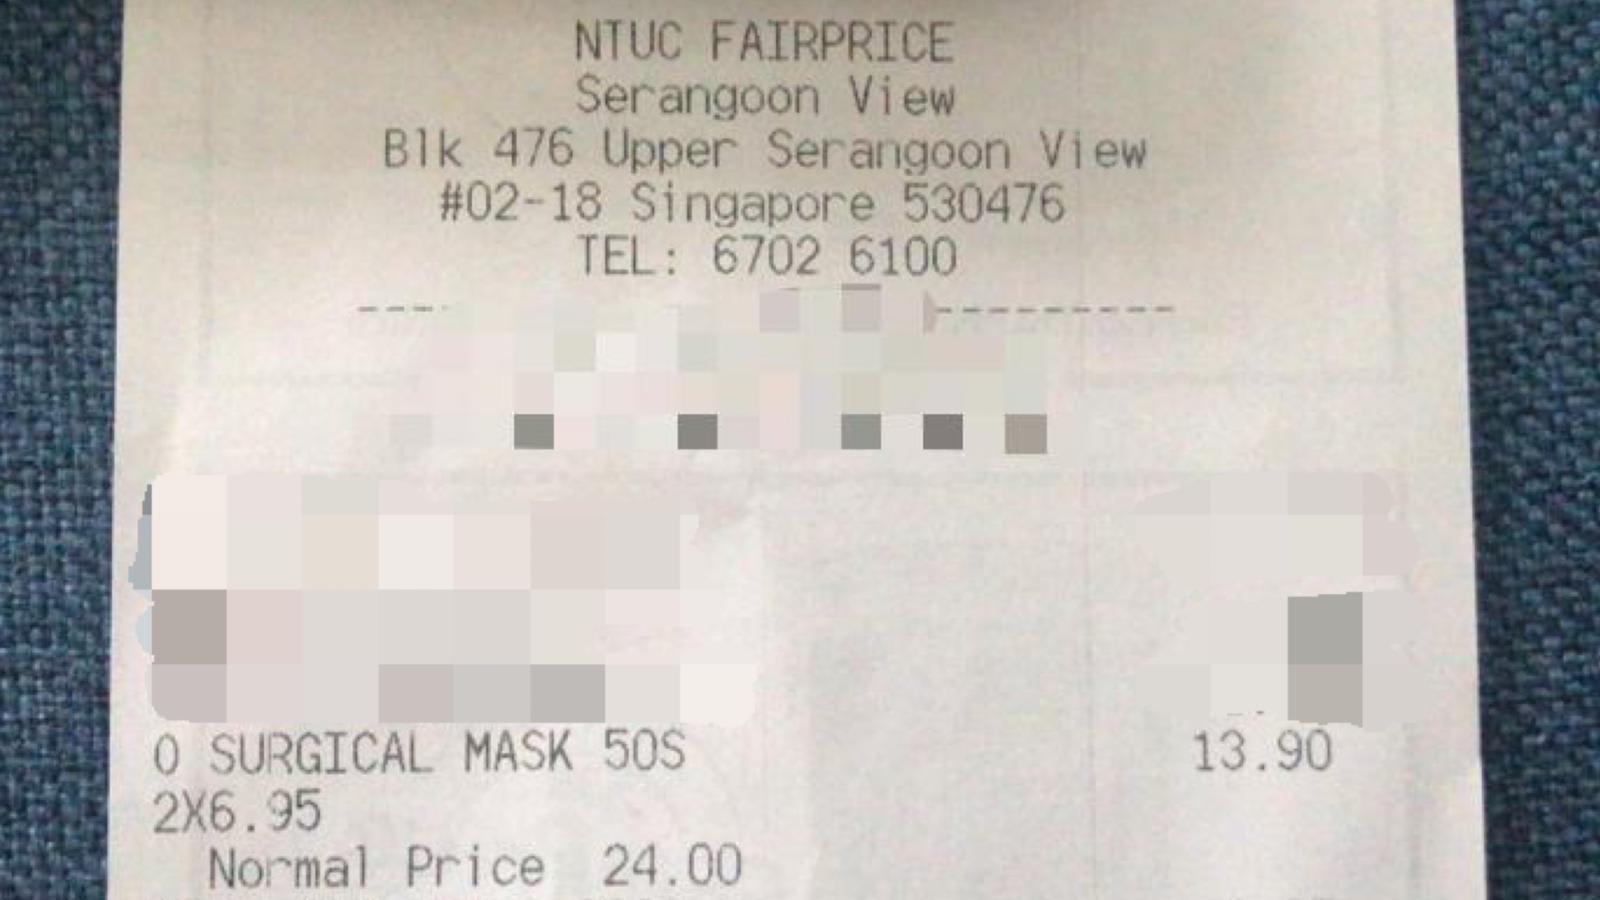 NTUC FAIRPRICE
Serangoon View
Blk 476 Upper Serangoon View
#02-18 Singapore 530476
TEL: 6702 6100
O SURGICAL MASK 50S 13.90
2X6.95
Normal Price 24.00